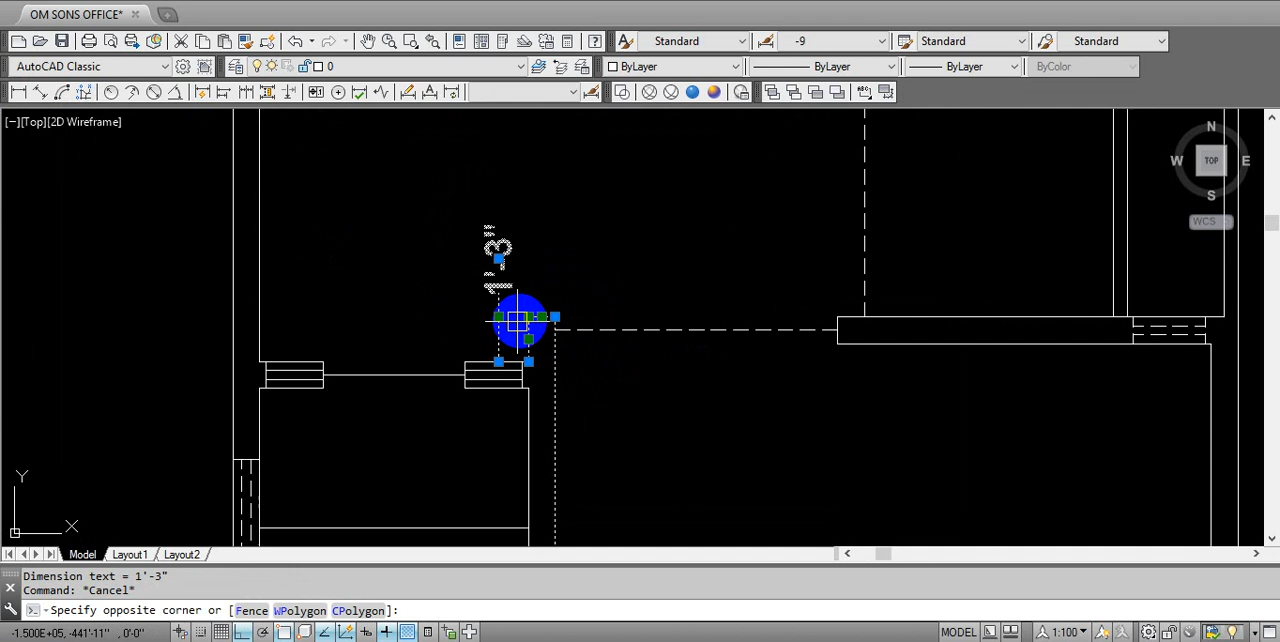 OM SONS OFFICE*
Standard
-9
Standard
Standard
AutoCAD Classic
0
ByLayer
ByLayer
ByLayer
ByColor
[−][Top][2D Wireframe]
N
W
TOP
E
S
WCS
1'-3"
Y
X
Model
Layout1
Layout2
Dimension text = 1'-3"
Command: *Cancel*
Specify opposite corner or [Fence WPolygon CPolygon]:
-1.500E+05, -441'-11" , 0'-0"
MODEL
1:100